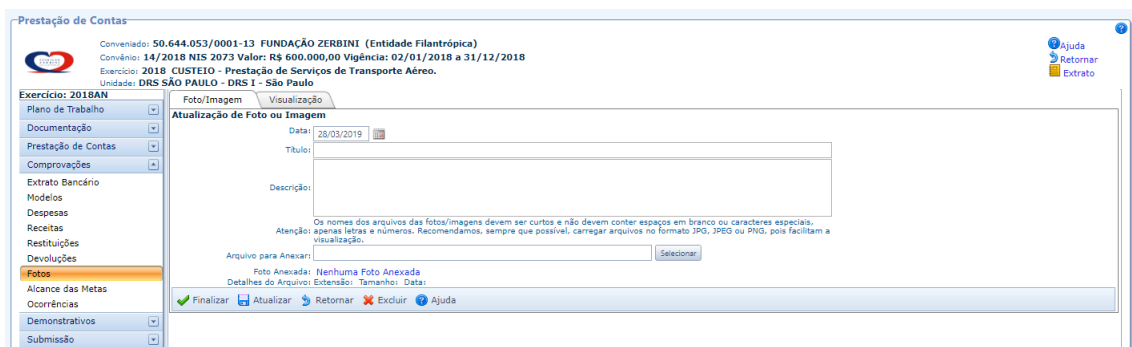 Prestação de Contas
Conveniado: 50.644.053/0001-13 FUNDAÇÃO ZERBINI (Entidade Filantrópica)
Convênio: 14/2018 NIS 2073 Valor: R$ 600.000,00 Vigência: 02/01/2018 a 31/12/2018
Exercício: 2018 CUSTEIO - Prestação de Serviços de Transporte Aéreo.
Unidade: DRS SÃO PAULO - DRS I - São Paulo
Ajuda
Retornar
Extrato
Exercício: 2018AN
Plano de Trabalho
Documentação
Prestação de Contas
Comprovações
Extrato Bancário
Modelos
Despesas
Receitas
Restituições
Devoluções
Fotos
Alcance das Metas
Ocorrências
Demonstrativos
Submissão
Foto/Imagem
Visualização
Atualização de Foto ou Imagem
Data: 28/03/2019
Título:
Descrição:
Atenção: Os nomes dos arquivos das fotos/imagens devem ser curtos e não devem conter espaços em branco ou caracteres especiais,
apenas letras e números. Recomendamos, sempre que possível, carregar arquivos no formato JPG, JPEG ou PNG, pois facilitam a
visualização.
Arquivo para Anexar: Selecionar
Foto Anexada: Nenhuma Foto Anexada
Detalhes do Arquivo: Extensão: Tamanho: Data:
Finalizar Atualizar Retornar Excluir Ajuda